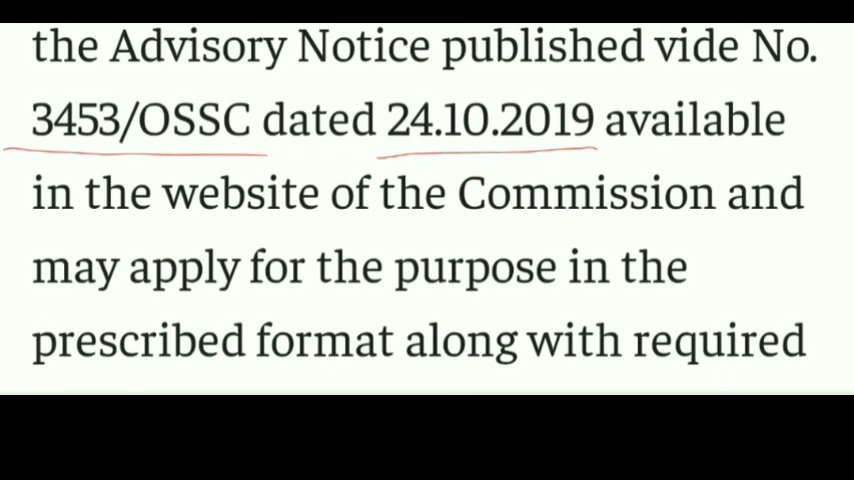 the Advisory Notice published vide No.
3453/OSSC dated 24.10.2019 available
in the website of the Commission and
may apply for the purpose in the
prescribed format along with required